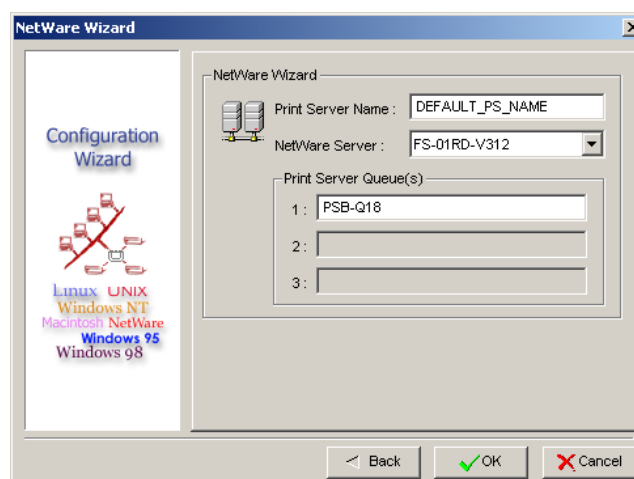 NetWare Wizard
Configuration
Wizard
Linux UNIX
Windows NT
Macintosh NetWare
Windows 95
Windows 98
NetWare Wizard
Print Server Name : DEFAULT_PS_NAME
NetWare Server : FS-01RD-V312
Print Server Queue(s)
1 : PSB-Q18
2 :
3 :
< Back
OK
Cancel